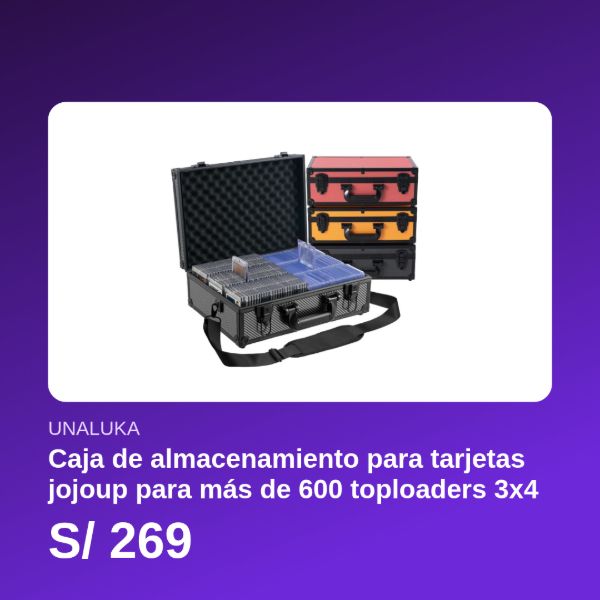 UNALUKA
Caja de almacenamiento para tarjetas
jojoup para más de 600 toploaders 3x4
S/ 269